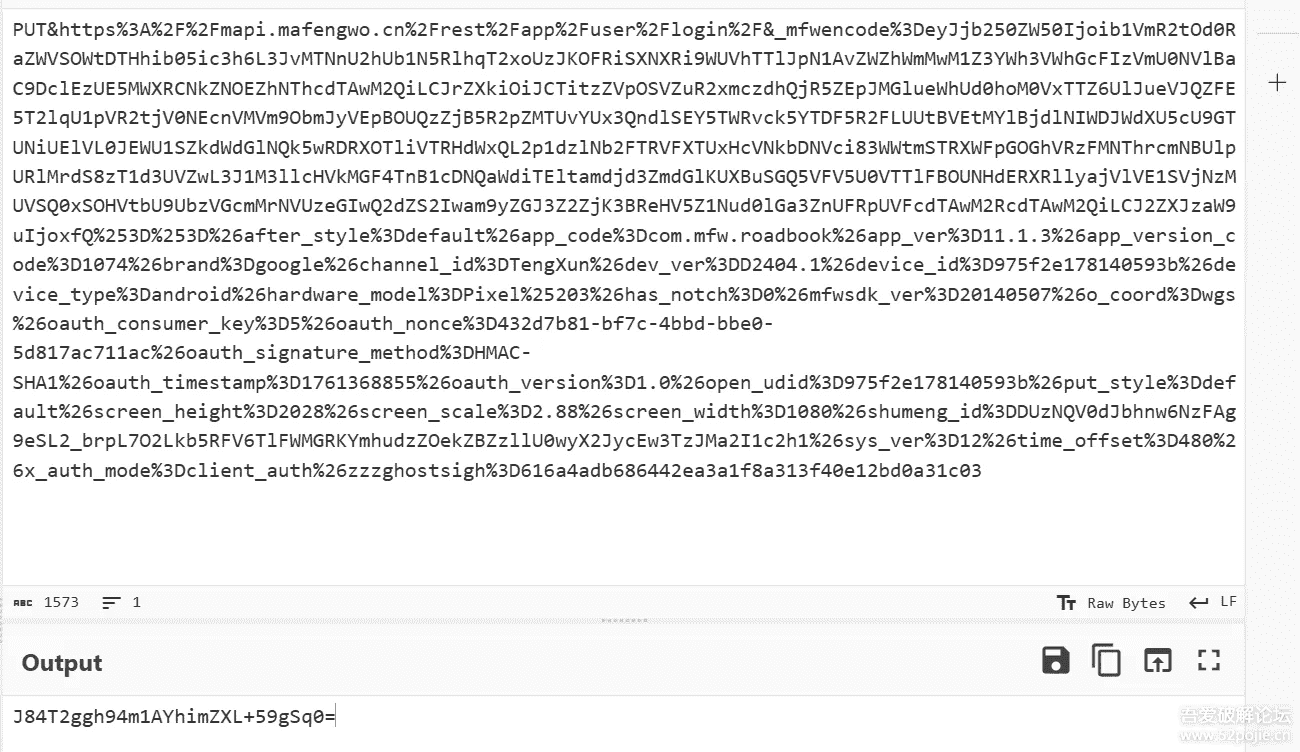 PUT&https%3A%2F%2Fmapi.mafengwo.cn%2Frest%2Fapp%2Fuser%2Flogin%2F&_mfwencode%3DeyJjb250ZW50Ijoib1VmR2tOd0R
aZWVSOWtDTHhib05ic3h6L3JvMTNnU2hUb1N5RlhqT2xoUzJKOFRiSXNXRi9WUVhTTlJpN1AvZWZhWmMwM1Z3YWh3VWhGcFIzVmU0NVlBa
C9DclEzUE5MWXRCNkZNOEZhNThcdTAwM2QiLCJrZXkiOiJCTitzZVpOSVZuR2xmczdhQjR5ZEpJMGlueWhUd0hoM0VxTTZ6UlJueVJQZFE
5T2lqU1pVR2tjV0NEcnVMVm9ObmJyVEpBOUQzZjB5R2pZMTUvYUx3QndlSEY5TWRvck5YTDF5R2FLUUtBVEtMYlBjdlNIWDJWdXU5cU9GT
UNiUElVL0JEWU1SZkdWdGlNQk5wRDRXOTliVTRHdWxQL2p1dzlNb2FTRVFXTUxHcVNkbDNVci83WWtmSTRXWFpGOGhVRzFMNThrcmNBUlp
URlMrdS8zT1d3UVZwL3J1M3llcHVkMGF4TnB1cDNQaWdiTEltamdjd3ZmdGlKUXBuSGQ5VFV5U0VTTlFBOUNHdERXRllyajVlVE1SVjNzM
UVSQ0xSOHVtbU9UbzVGcmMrNVUzeGIwQ2dZS2Iwam9yZGJ3Z2ZjK3BReHV5Z1Nud0lGa3ZnUFRpUVFcdTAwM2RcdTAwM2QiLCJ2ZXJzaW9
uIjoxfQ%253D%253D%26after_style%3Ddefault%26app_code%3Dcom.mfw.roadbook%26app_ver%3D11.1.3%26app_version_c
ode%3D1074%26brand%3Dgoogle%26channel_id%3DTengXun%26dev_ver%3DD2404.1%26device_id%3D975f2e178140593b%26de
vice_type%3Dandroid%26hardware_model%3DPixel%25203%26has_notch%3D0%26mfwsdk_ver%3D20140507%26o_coord%3Dwgs
%26oauth_consumer_key%3D5%26oauth_nonce%3D432d7b81-bf7c-4bbd-bbe0-
5d817ac711ac%26oauth_signature_method%3DHMAC-
SHA1%26oauth_timestamp%3D1761368855%26oauth_version%3D1.0%26open_udid%3D975f2e178140593b%26put_style%3Ddef
ault%26screen_height%3D2028%26screen_scale%3D2.88%26screen_width%3D1080%26shumeng_id%3DDUzNQV0dJbhnw6NzFAg
9eSL2_brpL7O2Lkb5RFV6TlFWMGRKYmhudzZOekZBZzllU0wyX2JycEw3TzJMa2I1c2h1%26sys_ver%3D12%26time_offset%3D480%2
6x_auth_mode%3Dclient_auth%26zzzghostsigh%3D616a4adb686442ea3a1f8a313f40e12bd0a31c03
ABC 1573 1 Raw Bytes LF
Output
J84T2ggh94m1AYhimZXL+59gSq0=
吾爱破解论坛
www.52pojie.cn